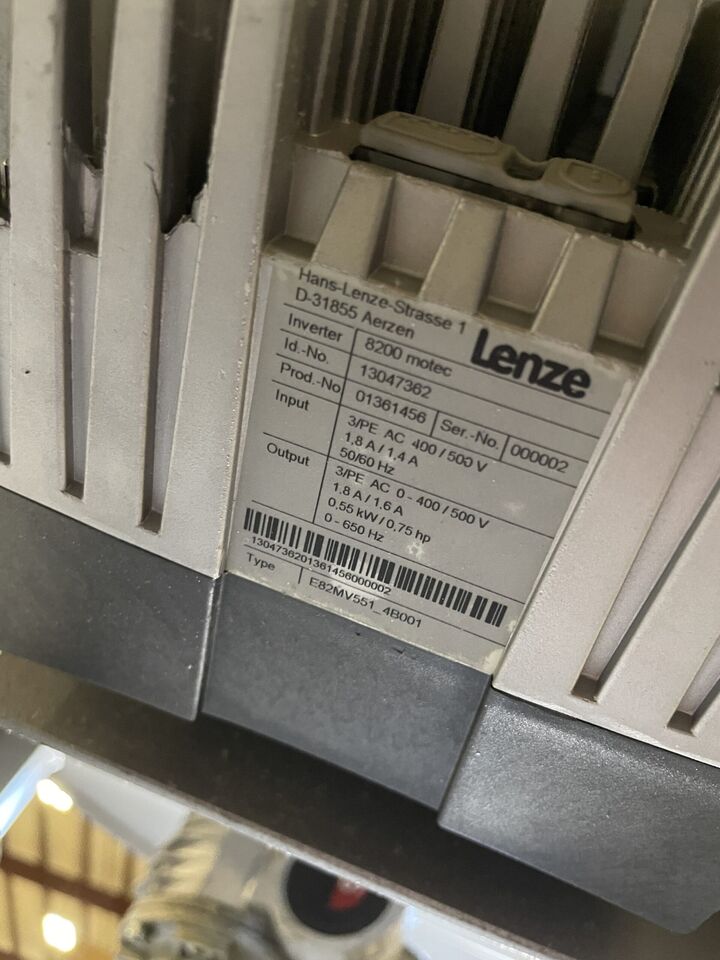 Hans-Lenze-Strasse 1
D-31855 Aerzen
Lenze
Inverter 8200 motec
Id.-No. 13047362
Prod.-No 01361456 Ser.-No. 000002
Input 3/PE AC 400/500 V
1,8 A / 1,4 A
50/60 Hz
Output 3/PE AC 0 - 400/500 V
1,8 A / 1,6 A
0.55 kW / 0.75 hp
0 - 650 Hz
1304736201361456000002
Type E82MV551_4B001